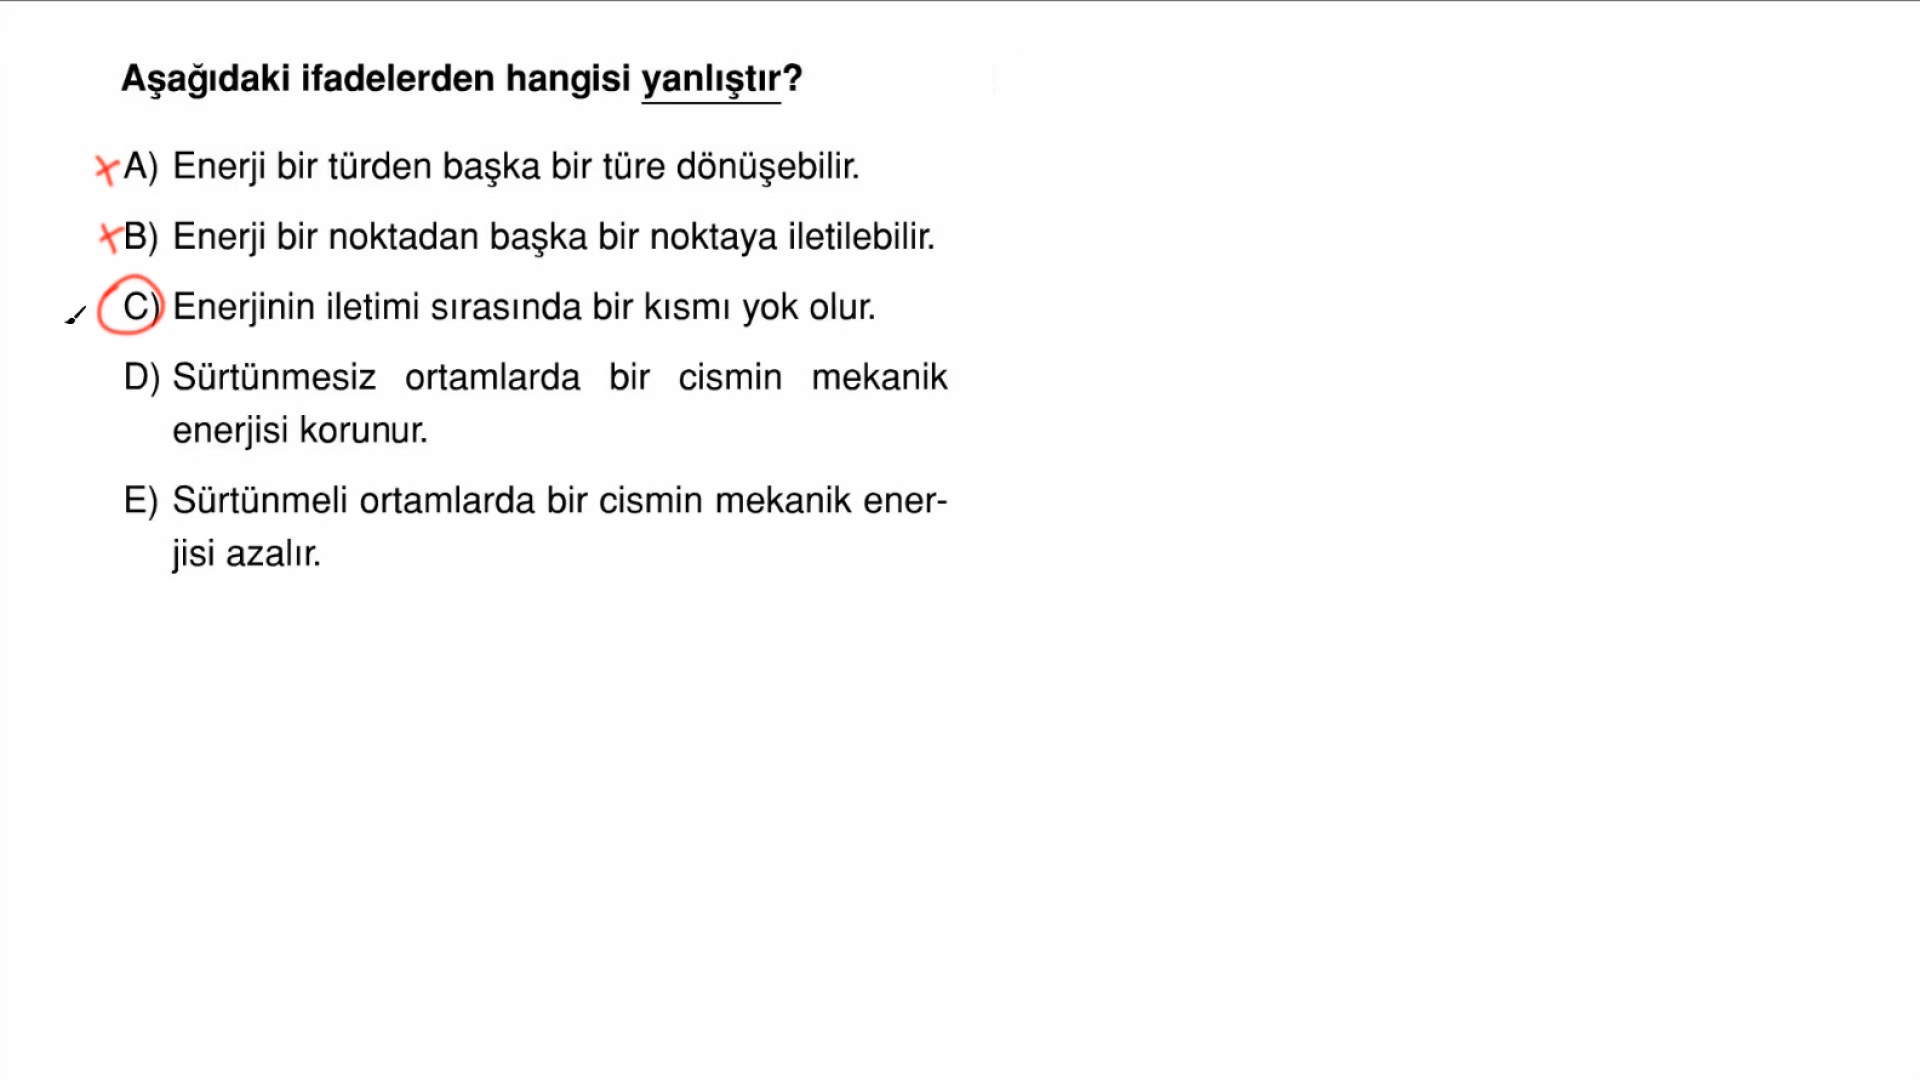 Aşağıdaki ifadelerden hangisi yanlıştır?
A) Enerji bir türden başka bir türe dönüşebilir.
B) Enerji bir noktadan başka bir noktaya iletilebilir.
C) Enerjinin iletimi sırasında bir kısmı yok olur.
D) Sürtünmesiz ortamlarda bir cismin mekanik
enerjisi korunur.
E) Sürtünmeli ortamlarda bir cismin mekanik ener-
jisi azalır.